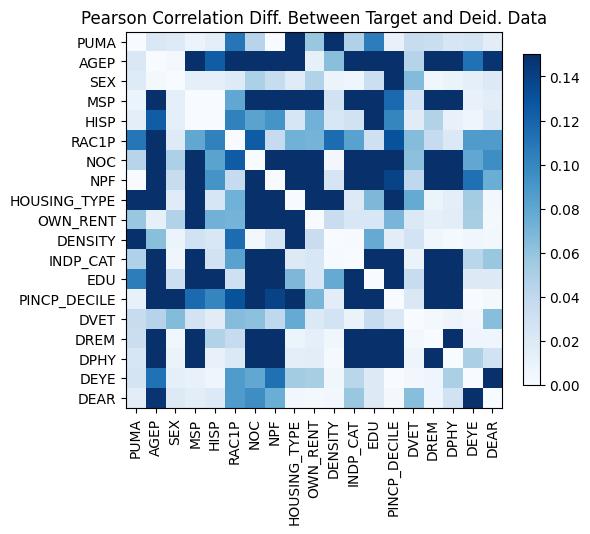 Pearson Correlation Diff. Between Target and Deid. Data
PUMA
AGEP
SEX
MSP
HISP
RAC1P
NOC
NPF
HOUSING_TYPE
OWN_RENT
DENSITY
INDP_CAT
EDU
PINCP_DECILE
DVET
DREM
DPHY
DEYE
DEAR
PUMA
AGEP
SEX
MSP
HISP
RAC1P
NOC
NPF
HOUSING_TYPE
OWN_RENT
DENSITY
INDP_CAT
EDU
PINCP_DECILE
DVET
DREM
DPHY
DEYE
DEAR
0.14
0.12
0.10
0.08
0.06
0.04
0.02
0.00